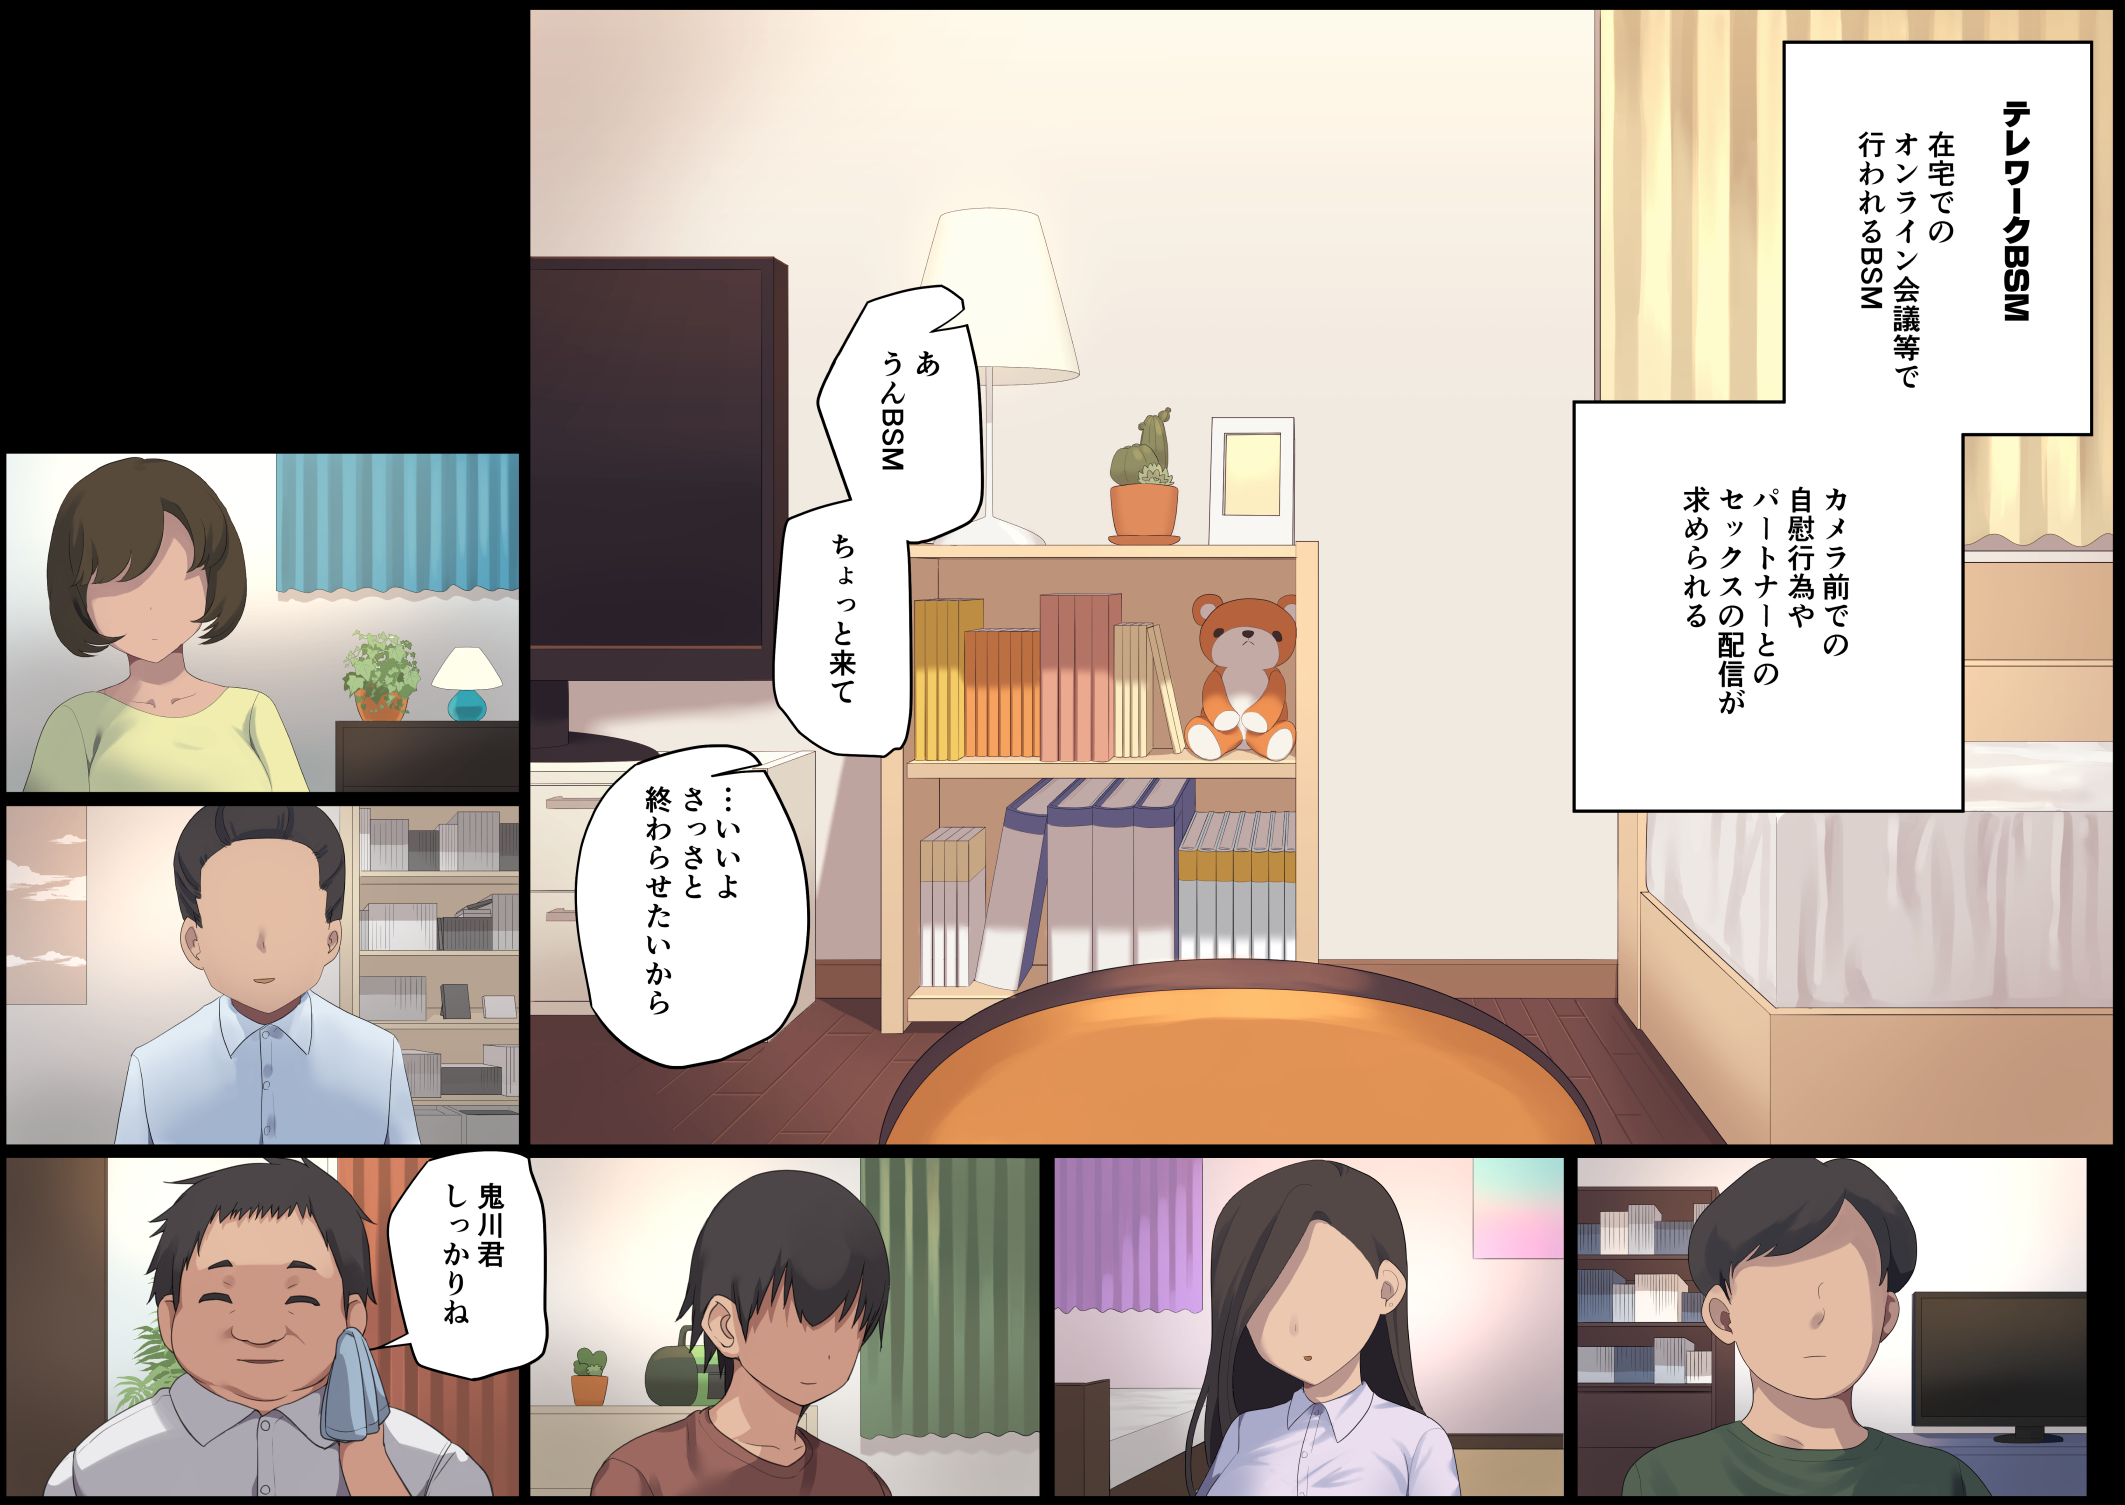 テレワークBSM
在宅での
オンライン会議等で
行われるBSM
カメラ前での
自慰行為や
パートナーとの
セックスの配信が
求められる
あ
うんBSM
ちょっと来て
…いいよ
さっさと
終わらせたいから
鬼川君
しっかりね